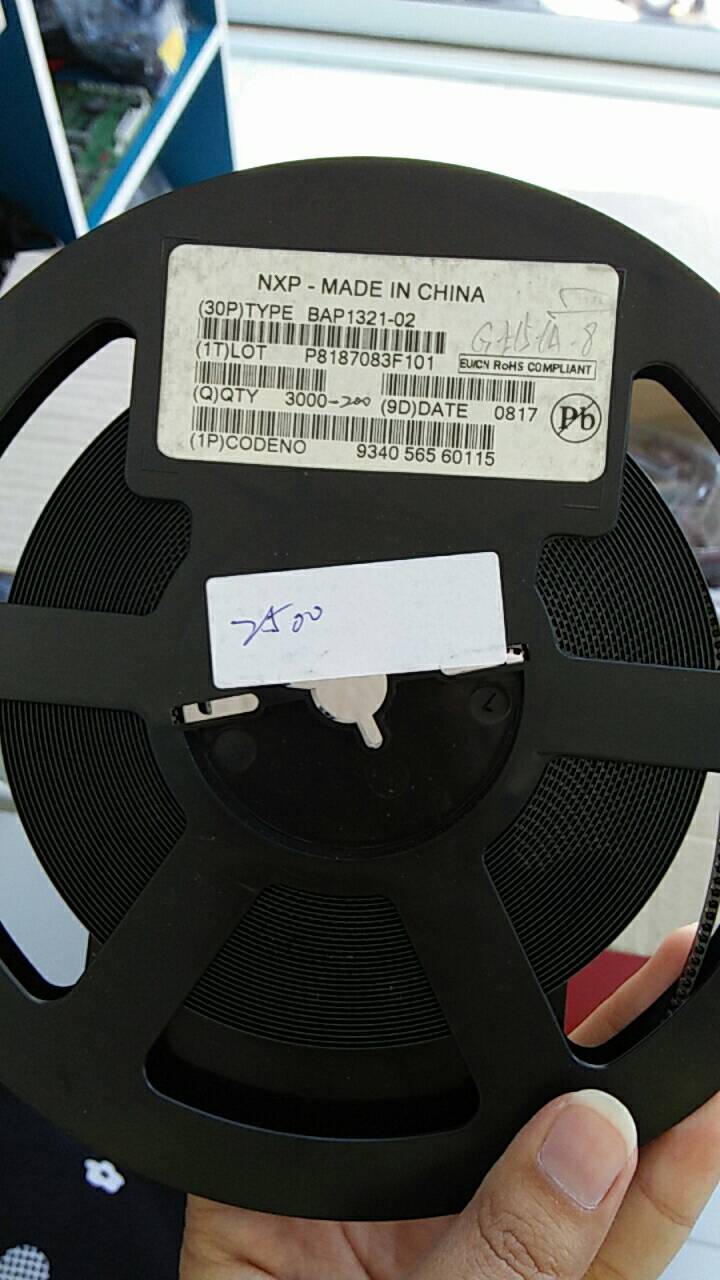 NXP - MADE IN CHINA
(30P)TYPE BAP1321-02
(1T)LOT P8187083F101
EU/CN RoHS COMPLIANT
(Q)QTY 3000-200 (9D)DATE 0817
Pb
(1P)CODENO 9340 565 60115
2500